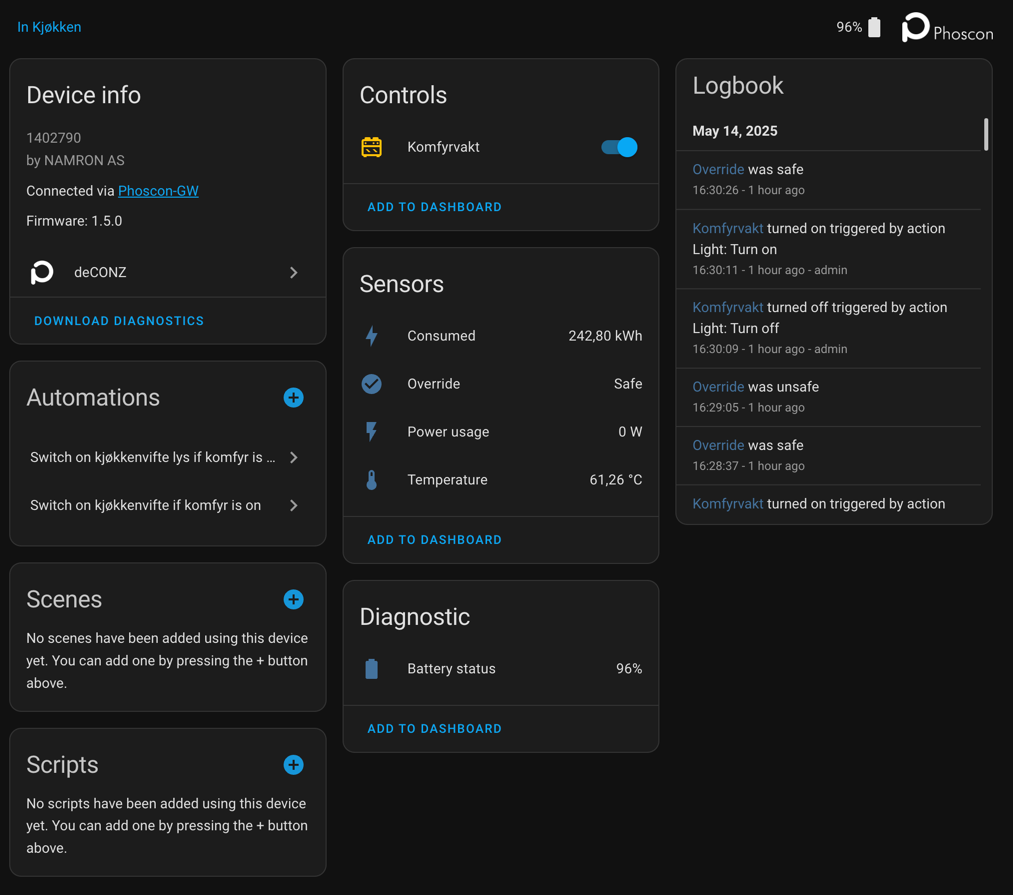 In Kjøkken
96%
Phoscon
Device info
1402790
by NAMRON AS
Connected via Phoscon-GW
Firmware: 1.5.0
deCONZ
DOWNLOAD DIAGNOSTICS
Automations
Switch on kjøkkenvifte lys if komfyr is ...
Switch on kjøkkenvifte if komfyr is on
Scenes
No scenes have been added using this device
yet. You can add one by pressing the + button
above.
Scripts
No scripts have been added using this device
yet. You can add one by pressing the + button
above.
Controls
Komfyrvakt
ADD TO DASHBOARD
Sensors
Consumed 242,80 kWh
Override Safe
Power usage 0 W
Temperature 61,26 °C
ADD TO DASHBOARD
Diagnostic
Battery status 96%
ADD TO DASHBOARD
Logbook
May 14, 2025
Override was safe
16:30:26 - 1 hour ago
Komfyrvakt turned on triggered by action
Light: Turn on
16:30:11 - 1 hour ago - admin
Komfyrvakt turned off triggered by action
Light: Turn off
16:30:09 - 1 hour ago - admin
Override was unsafe
16:29:05 - 1 hour ago
Override was safe
16:28:37 - 1 hour ago
Komfyrvakt turned on triggered by action